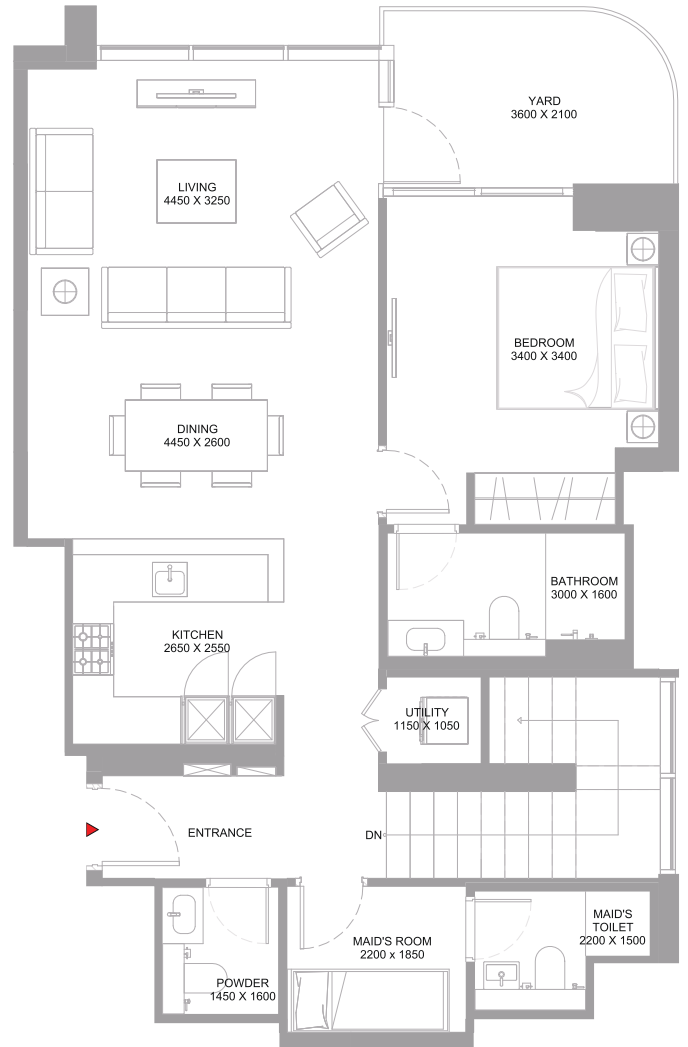 YARD
3600 X 2100
LIVING
4450 X 3250
BEDROOM
3400 X 3400
DINING
4450 X 2600
BATHROOM
3000 X 1600
KITCHEN
2650 X 2550
UTILITY
1150 X 1050
ENTRANCE
DN
MAID'S
TOILET
2200 X 1500
MAID'S ROOM
2200 x 1850
POWDER
1450 X 1600